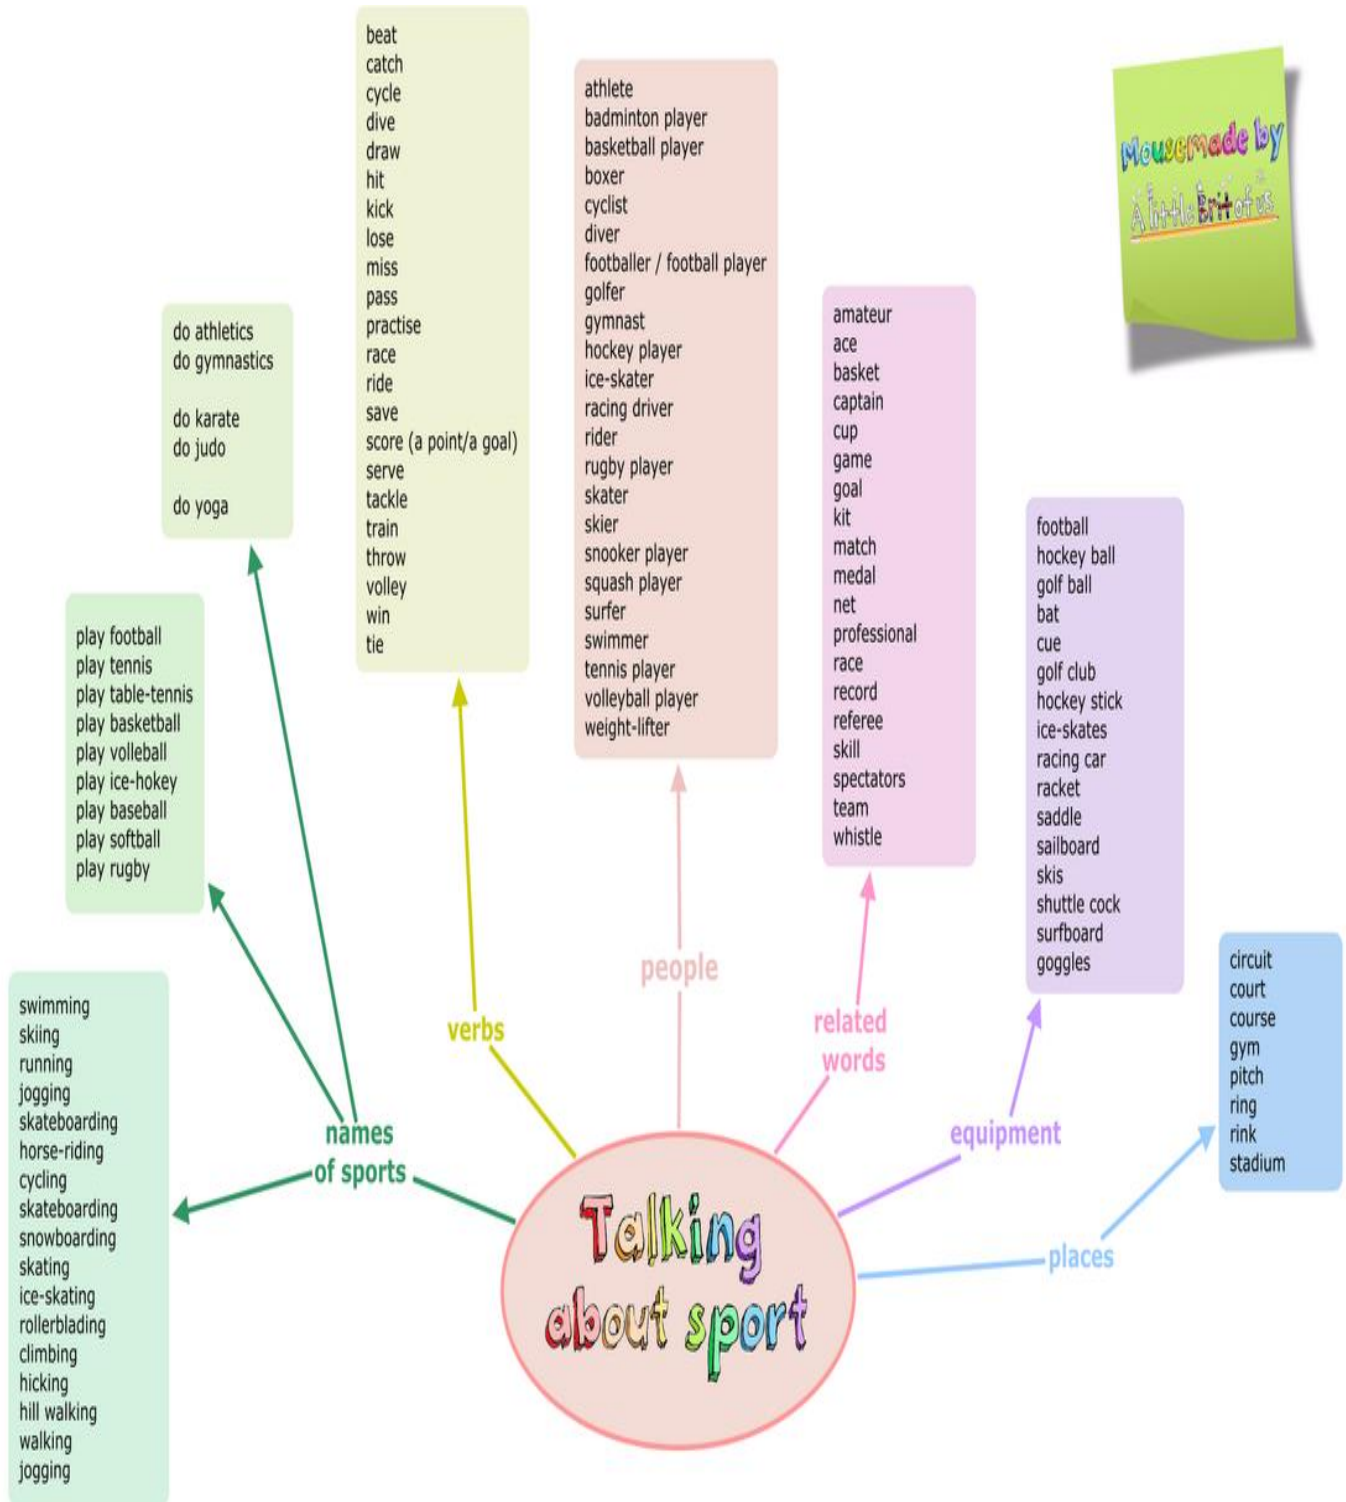 beat
catch
cycle
dive
draw
hit
kick
lose
miss
pass
practise
race
ride
save
score (a point/a goal)
serve
tackle
train
throw
volley
win
tie
athlete
badminton player
basketball player
boxer
cyclist
diver
footballer / football player
golfer
gymnast
hockey player
ice-skater
racing driver
rider
rugby player
skater
skier
snooker player
squash player
surfer
swimmer
tennis player
volleyball player
weight-lifter
Mousemade by
A little Brit of us
do athletics
do gymnastics
do karate
do judo
do yoga
amateur
ace
basket
captain
cup
game
goal
kit
match
medal
net
professional
race
record
referee
skill
spectators
team
whistle
football
hockey ball
golf ball
bat
cue
golf club
hockey stick
ice-skates
racing car
racket
saddle
sailboard
skis
shuttle cock
surfboard
goggles
play football
play tennis
play table-tennis
play basketball
play volleball
play ice-hokey
play baseball
play softball
play rugby
circuit
court
course
gym
pitch
ring
rink
stadium
swimming
skiing
running
jogging
skateboarding
horse-riding
cycling
skateboarding
snowboarding
skating
ice-skating
rollerblading
climbing
hicking
hill walking
walking
jogging
names
of sports
verbs
people
related
words
equipment
places
Talking
about sport